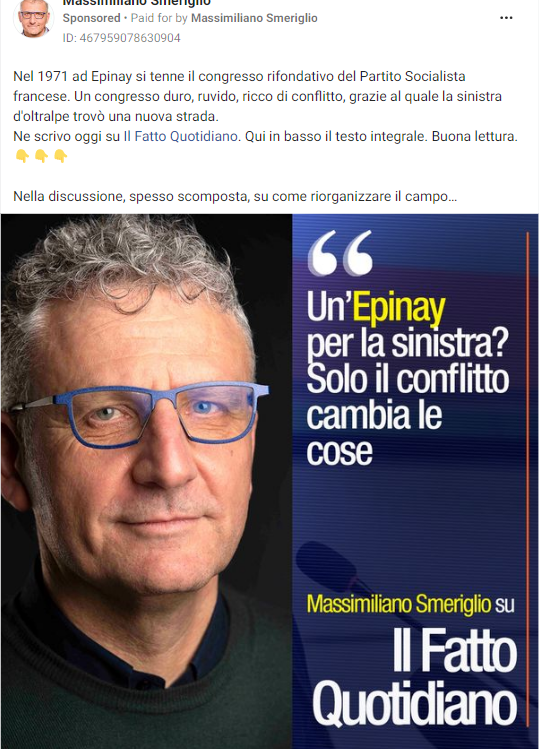 Massimiliano Smeriglio
Sponsored • Paid for by Massimiliano Smeriglio
ID: 467959078630904
Nel 1971 ad Epinay si tenne il congresso rifondativo del Partito Socialista
francese. Un congresso duro, ruvido, ricco di conflitto, grazie al quale la sinistra
d'oltralpe trovò una nuova strada.
Ne scrivo oggi su Il Fatto Quotidiano. Qui in basso il testo integrale. Buona lettura.
👇👇👇
Nella discussione, spesso scomposta, su come riorganizzare il campo...
“
Un'Epinay
per la sinistra?
Solo il conflitto
cambia le
cose
Massimiliano Smeriglio su
Il Fatto
Quotidiano